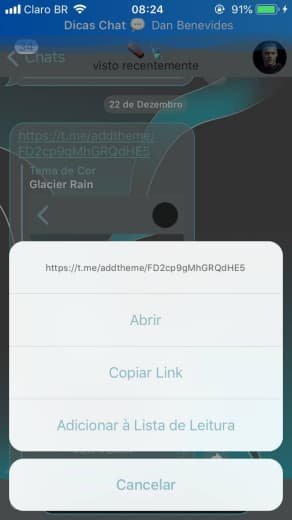 Claro BR 08:24 91%
Dicas Chat 💬 Dan Benevides
Chats
visto recentemente
22 de Dezembro
https://t.me/addtheme/
FD2cp9gMhGRQdHE5
Tema de Cor
Glacier Rain
https://t.me/addtheme/FD2cp9gMhGRQdHE5
Abrir
Copiar Link
Adicionar à Lista de Leitura
Cancelar